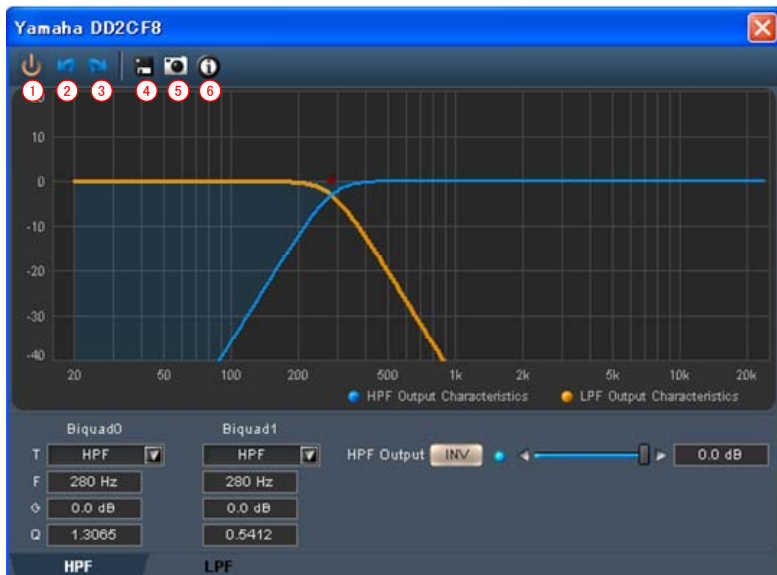 Yamaha DD2CF8
1 2 3 4 5 6
10
0
-10
-20
-30
-40
20 50 100 200 500 1k 2k 5k 10k 20k
HPF Output Characteristics LPF Output Characteristics
Biquad0 Biquad1
T HPF HPF HPF Output INV 0.0 dB
F 280 Hz 280 Hz
G 0.0 dB 0.0 dB
Q 1.3065 0.5412
HPF LPF